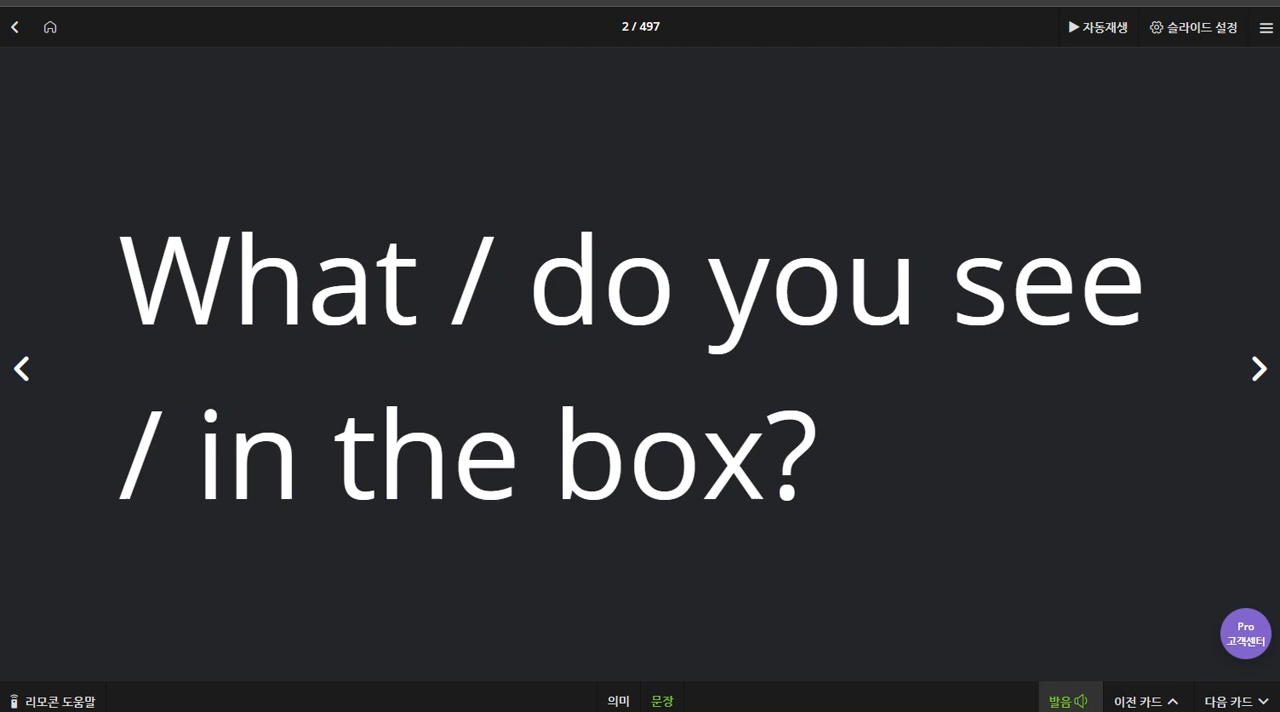 2 / 497
자동재생
슬라이드 설정
What / do you see
/ in the box?
Pro
고객센터
리모콘 도움말
의미
문장
발음
이전 카드
다음 카드